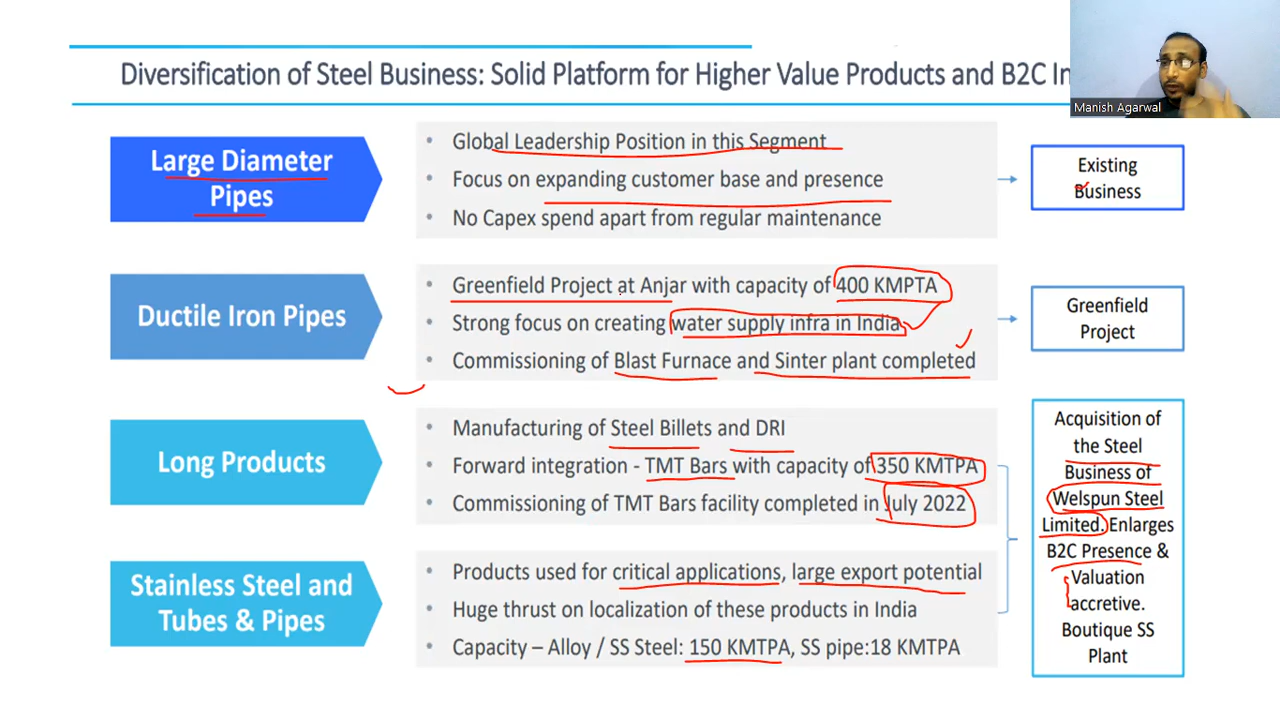 Diversification of Steel Business: Solid Platform for Higher Value Products and B2C In
Manish Agarwal
Large Diameter
Pipes
• Global Leadership Position in this Segment
• Focus on expanding customer base and presence
• No Capex spend apart from regular maintenance
Existing
Business
Ductile Iron Pipes
• Greenfield Project at Anjar with capacity of 400 KMPTA
• Strong focus on creating water supply infra in India
• Commissioning of Blast Furnace and Sinter plant completed
Greenfield
Project
Long Products
• Manufacturing of Steel Billets and DRI
• Forward integration - TMT Bars with capacity of 350 KMTPA
• Commissioning of TMT Bars facility completed in July 2022
Stainless Steel and
Tubes & Pipes
• Products used for critical applications, large export potential
• Huge thrust on localization of these products in India
• Capacity – Alloy / SS Steel: 150 KMTPA, SS pipe:18 KMTPA
Acquisition of
the Steel
Business of
Welspun Steel
Limited. Enlarges
B2C Presence &
Valuation
accretive.
Boutique SS
Plant